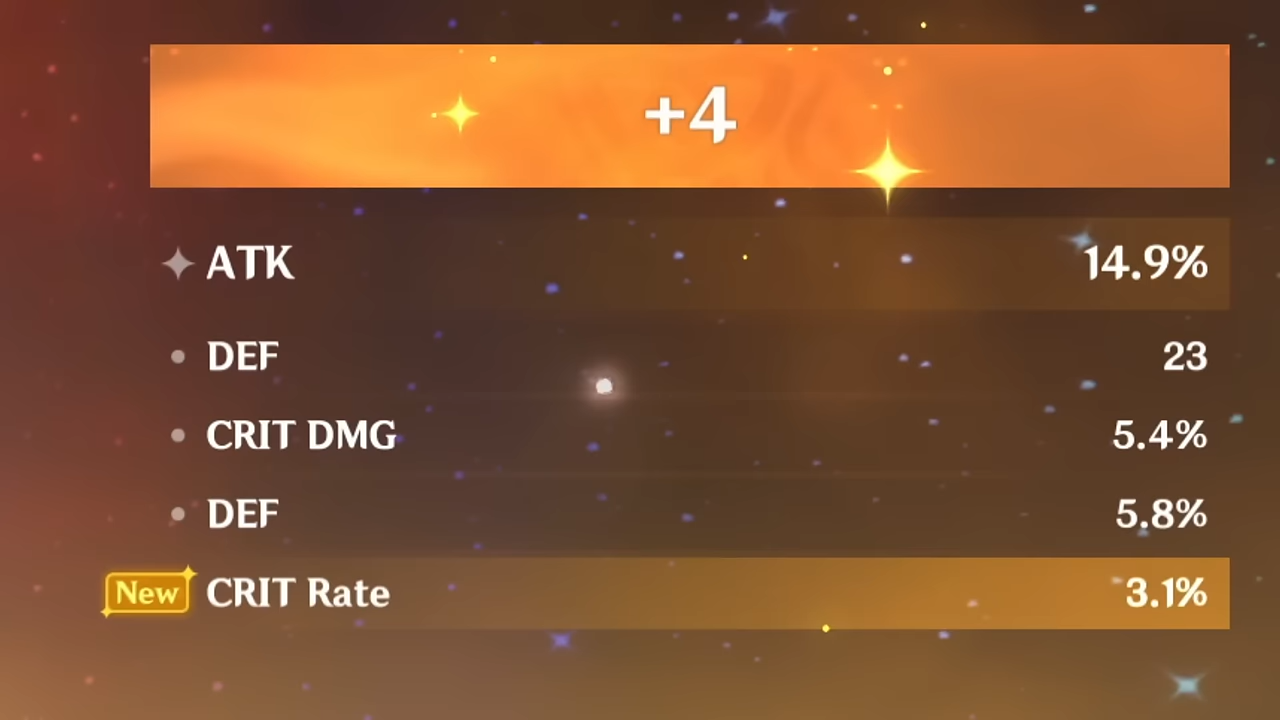 +4
ATK 14.9%
DEF 23
CRIT DMG 5.4%
DEF 5.8%
New CRIT Rate 3.1%